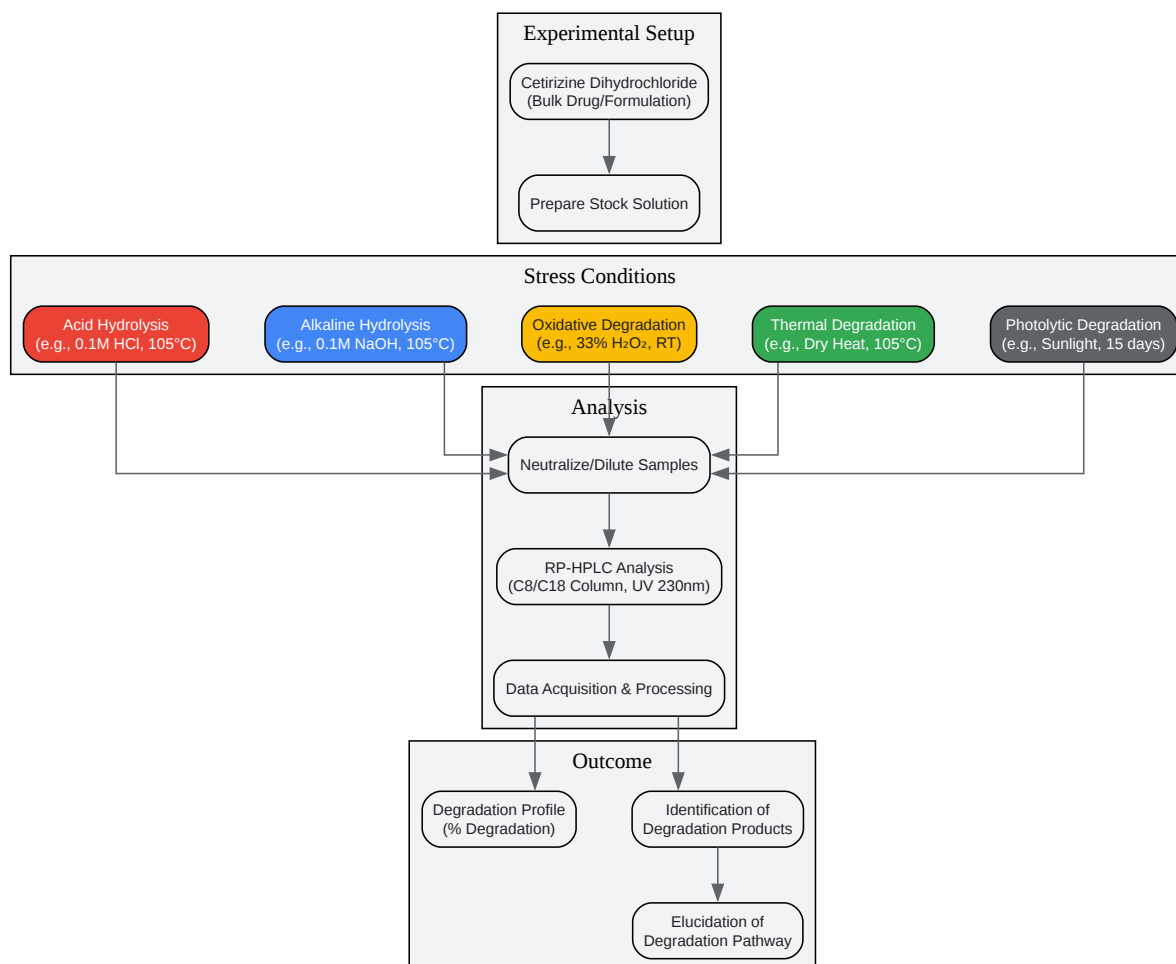 Experimental Setup
Cetirizine Dihydrochloride
(Bulk Drug/Formulation)
Prepare Stock Solution
Stress Conditions
Acid Hydrolysis
(e.g., 0.1M HCl, 105°C)
Alkaline Hydrolysis
(e.g., 0.1M NaOH, 105°C)
Oxidative Degradation
(e.g., 33% H₂O₂, RT)
Thermal Degradation
(e.g., Dry Heat, 105°C)
Photolytic Degradation
(e.g., Sunlight, 15 days)
Analysis
Neutralize/Dilute Samples
RP-HPLC Analysis
(C8/C18 Column, UV 230nm)
Data Acquisition & Processing
Outcome
Degradation Profile
(% Degradation)
Identification of
Degradation Products
Elucidation of
Degradation Pathway